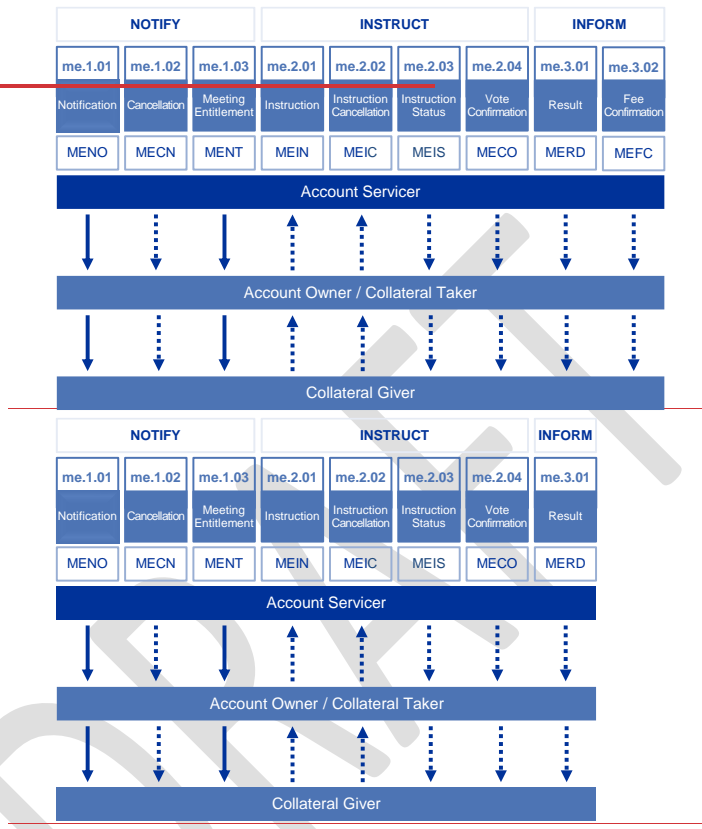 NOTIFY INSTRUCT INFORM
me.1.01 me.1.02 me.1.03 me.2.01 me.2.02 me.2.03 me.2.04 me.3.01 me.3.02
Notification Cancellation Meeting Entitlement Instruction Instruction Cancellation Instruction Status Vote Confirmation Result Fee Confirmation
MENO MECN MENT MEIN MEIC MEIS MECO MERD MEFC
Account Servicer
Account Owner / Collateral Taker
Collateral Giver
NOTIFY INSTRUCT INFORM
me.1.01 me.1.02 me.1.03 me.2.01 me.2.02 me.2.03 me.2.04 me.3.01
Notification Cancellation Meeting Entitlement Instruction Instruction Cancellation Instruction Status Vote Confirmation Result
MENO MECN MENT MEIN MEIC MEIS MECO MERD
Account Servicer
Account Owner / Collateral Taker
Collateral Giver
DRAFT